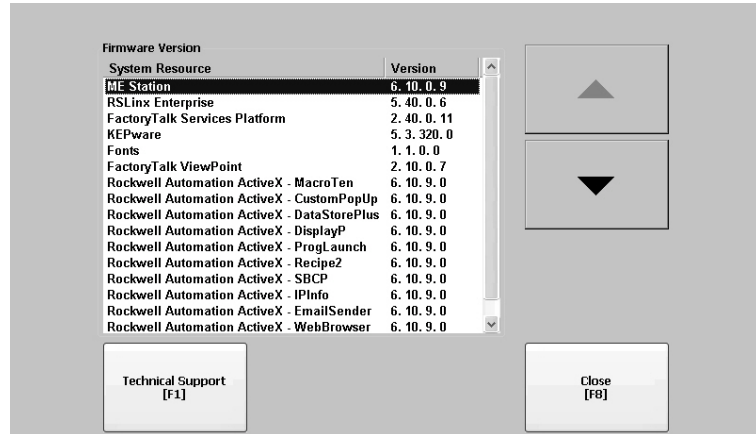 Firmware Version
System Resource Version
ME Station 6. 10. 0. 9
RSLinx Enterprise 5. 40. 0. 6
FactoryTalk Services Platform 2. 40. 0. 11
KEPware 5. 3. 320. 0
Fonts 1. 1. 0. 0
FactoryTalk ViewPoint 2. 10. 0. 7
Rockwell Automation ActiveX - MacroTen 6. 10. 9. 0
Rockwell Automation ActiveX - CustomPopUp 6. 10. 9. 0
Rockwell Automation ActiveX - DataStorePlus 6. 10. 9. 0
Rockwell Automation ActiveX - DisplayP 6. 10. 9. 0
Rockwell Automation ActiveX - ProgLaunch 6. 10. 9. 0
Rockwell Automation ActiveX - Recipe2 6. 10. 9. 0
Rockwell Automation ActiveX - SBCP 6. 10. 9. 0
Rockwell Automation ActiveX - IPInfo 6. 10. 9. 0
Rockwell Automation ActiveX - EmailSender 6. 10. 9. 0
Rockwell Automation ActiveX - WebBrowser 6. 10. 9. 0
Technical Support
[F1]
Close
[F8]